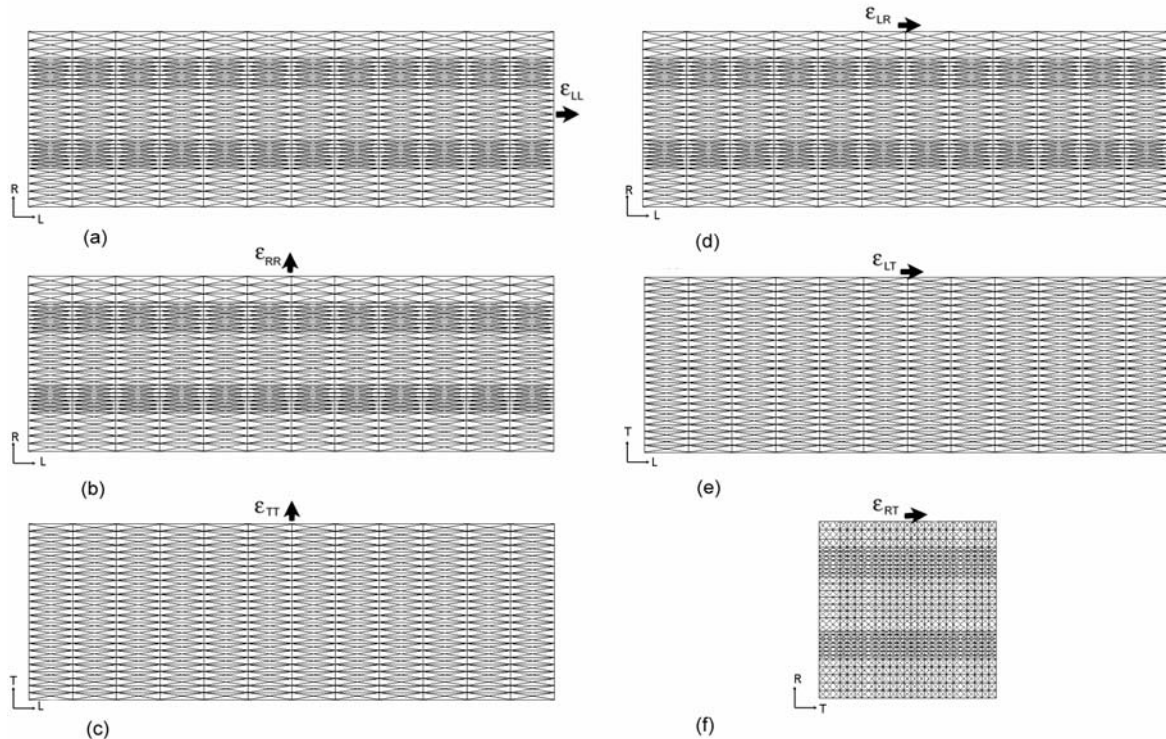 ε_LL
R
L
(a)
ε_RR
R
L
(b)
ε_TT
T
L
(c)
ε_LR
R
L
(d)
ε_LT
T
L
(e)
ε_RT
R
T
(f)